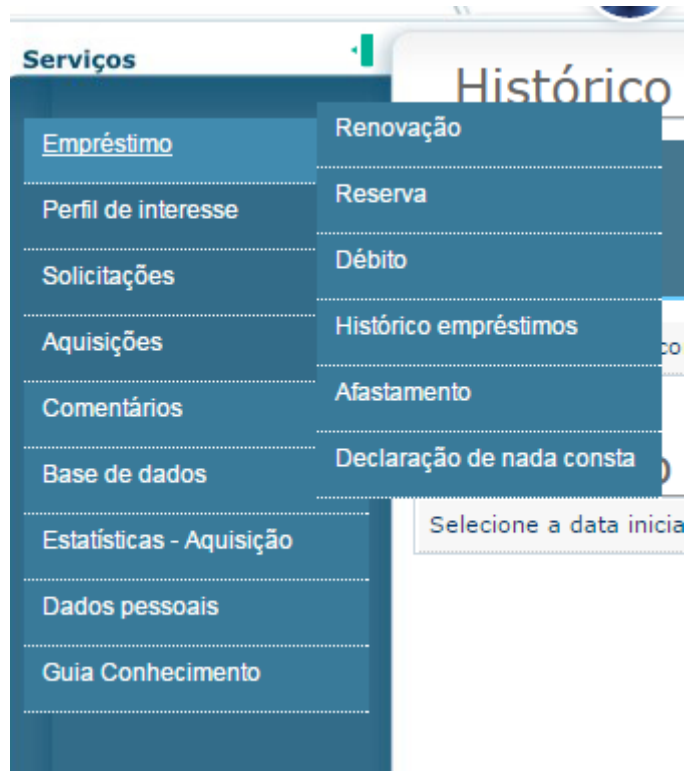 Serviços
Histórico
Empréstimo
Perfil de interesse
Solicitações
Aquisições
Comentários
Base de dados
Estatísticas - Aquisição
Dados pessoais
Guia Conhecimento
Renovação
Reserva
Débito
Histórico empréstimos
Afastamento
Declaração de nada consta
Selecione a data inicia